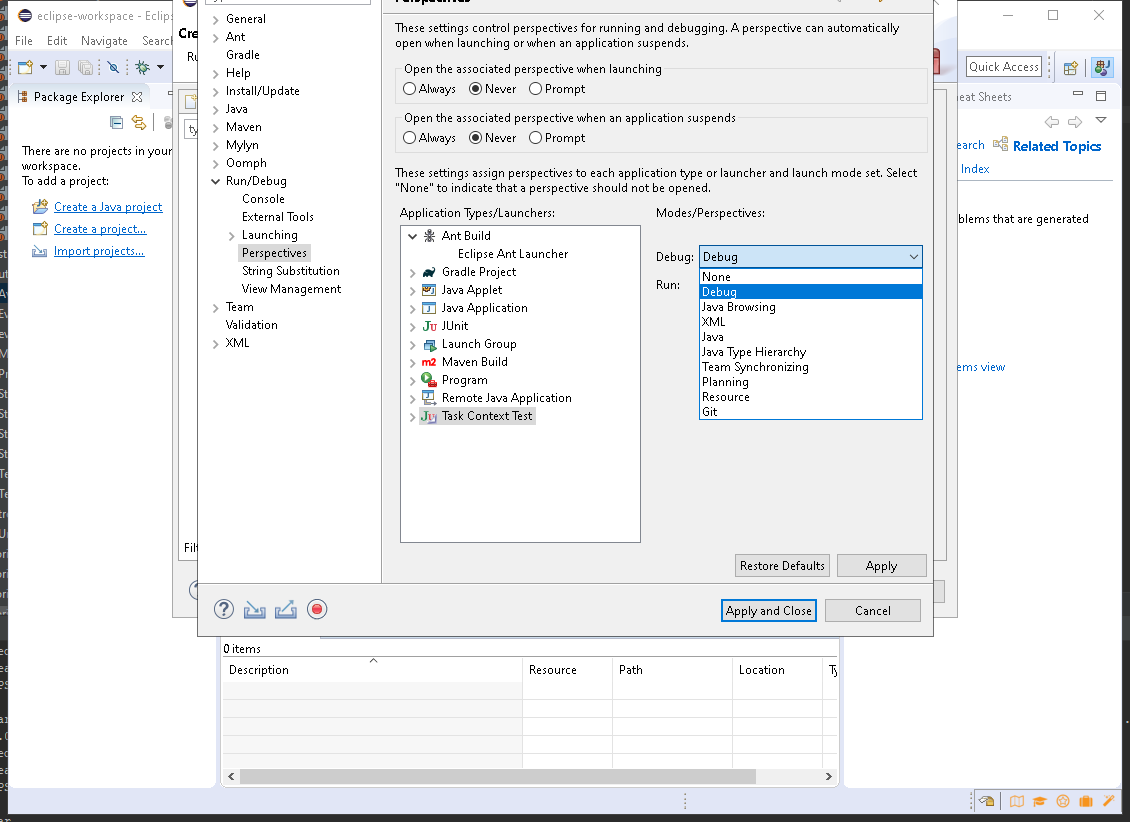 eclipse-workspace - Eclips
File Edit Navigate Search
Quick Access
Package Explorer
There are no projects in your
workspace.
To add a project:
Create a Java project
Create a project...
Import projects...
Cre
Ru
ty
Filt
General
Ant
Gradle
Help
Install/Update
Java
Maven
Mylyn
Oomph
Run/Debug
Console
External Tools
Launching
Perspectives
String Substitution
View Management
Team
Validation
XML
Perspectives
These settings control perspectives for running and debugging. A perspective can automatically
open when launching or when an application suspends.
Open the associated perspective when launching
Always Never Prompt
Open the associated perspective when an application suspends
Always Never Prompt
These settings assign perspectives to each application type or launcher and launch mode set. Select
"None" to indicate that a perspective should not be opened.
Application Types/Launchers:
Ant Build
Eclipse Ant Launcher
Gradle Project
Java Applet
Java Application
JUnit
Launch Group
Maven Build
Program
Remote Java Application
Task Context Test
Modes/Perspectives:
Debug: Debug
Run:
None
Debug
Java Browsing
XML
Java
Java Type Hierarchy
Team Synchronizing
Planning
Resource
Git
Restore Defaults Apply
Apply and Close Cancel
eat Sheets
earch Related Topics
Index
blems that are generated
ems view
0 items
Description Resource Path Location Ty